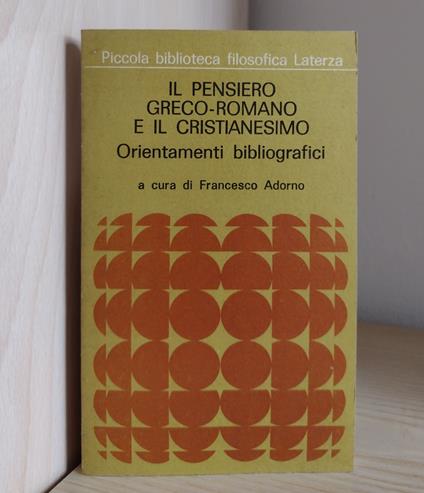 Piccola biblioteca filosofica Laterza
IL PENSIERO
GRECO-ROMANO
E IL CRISTIANESIMO
Orientamenti bibliografici
a cura di Francesco Adorno